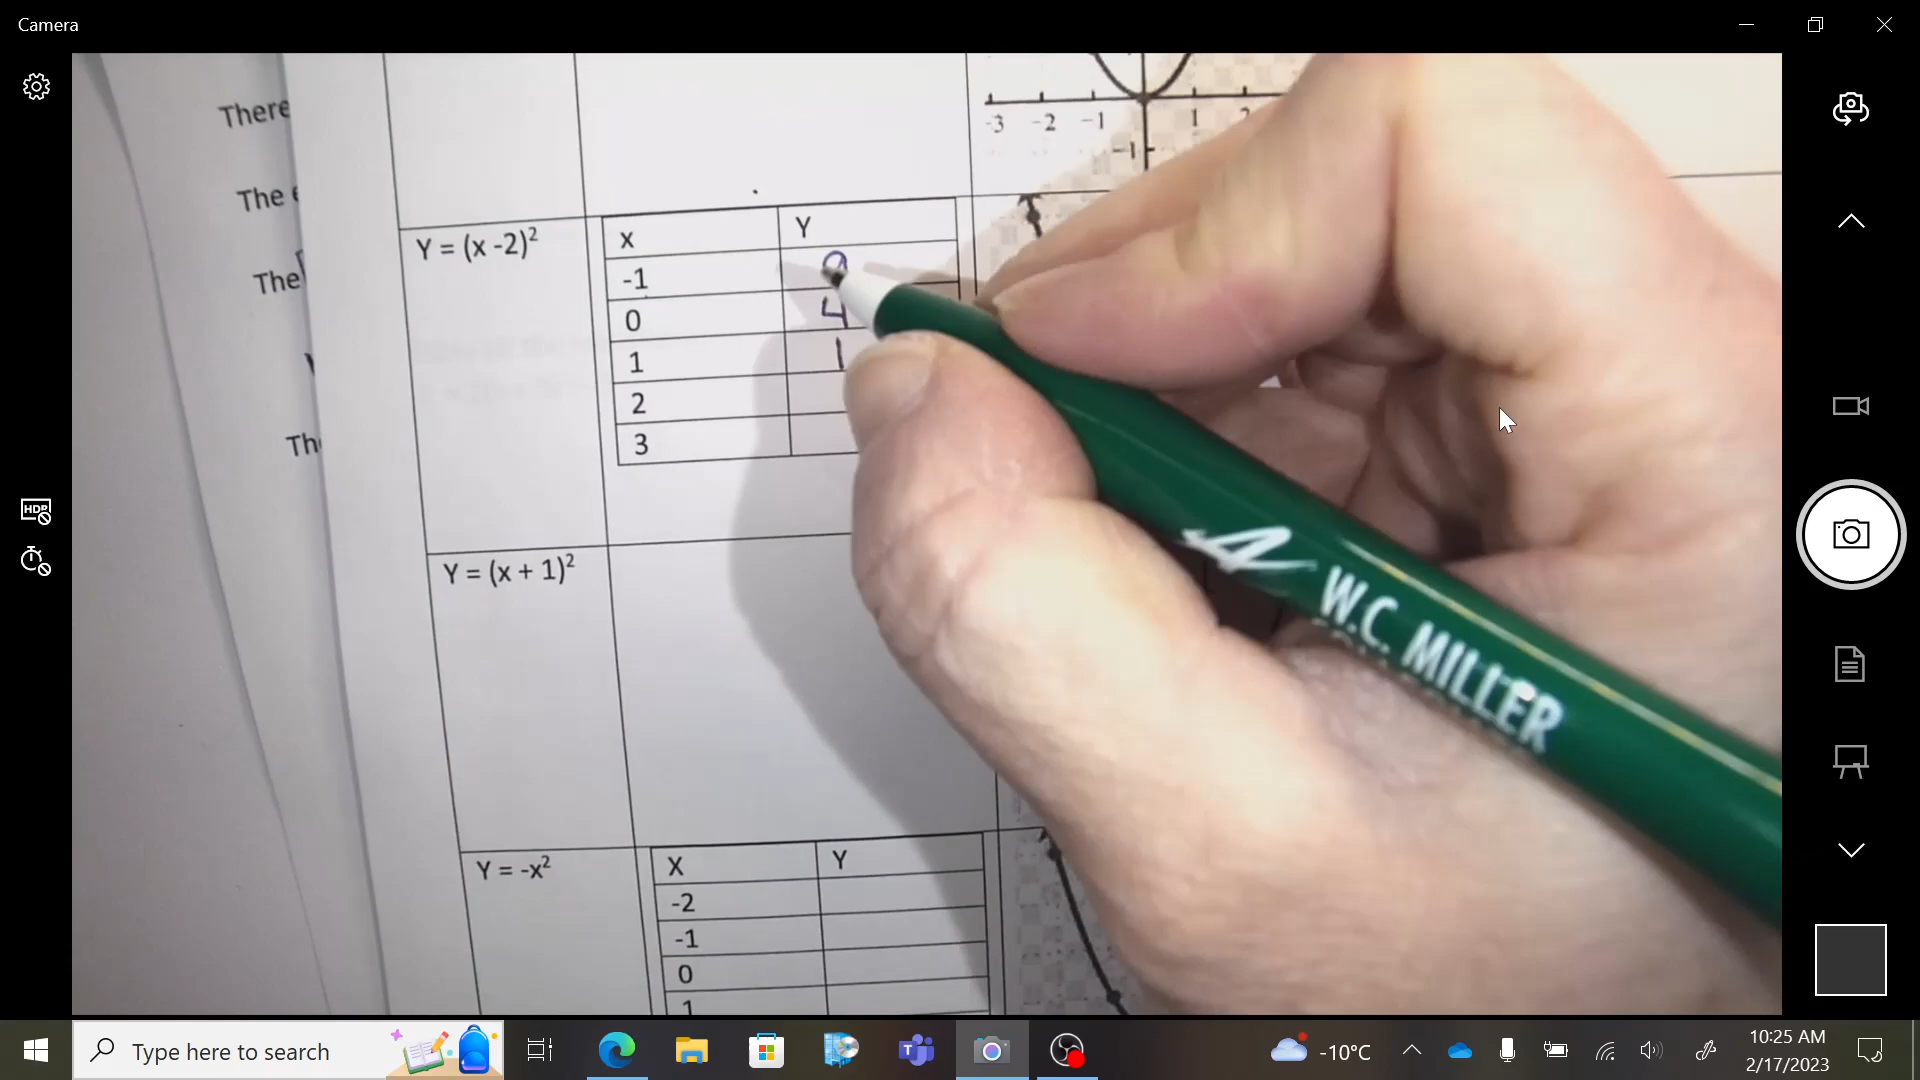 Camera
There
The
-3 -2 -1 1 2
-1
Y = (x -2)²
x Y
-1 9
0 4
1 1
2
3
The
Y = (x + 1)²
W.C. MILLER
Y = -x²
X Y
-2
-1
0
1
HDR
Type here to search
-10°C
10:25 AM
2/17/2023